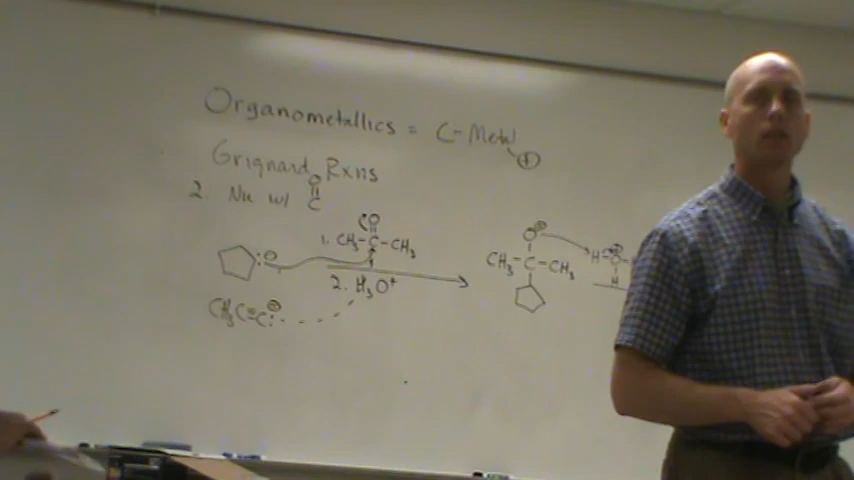 Organometallics = C-Metal
+
Grignard Rxns
2. Nu w/ O
C
1. CH₃-C-CH₃
O
2. H₃O⁺
CH₃C≡C:⁻
O
CH₃-C-CH₃
H-O
H